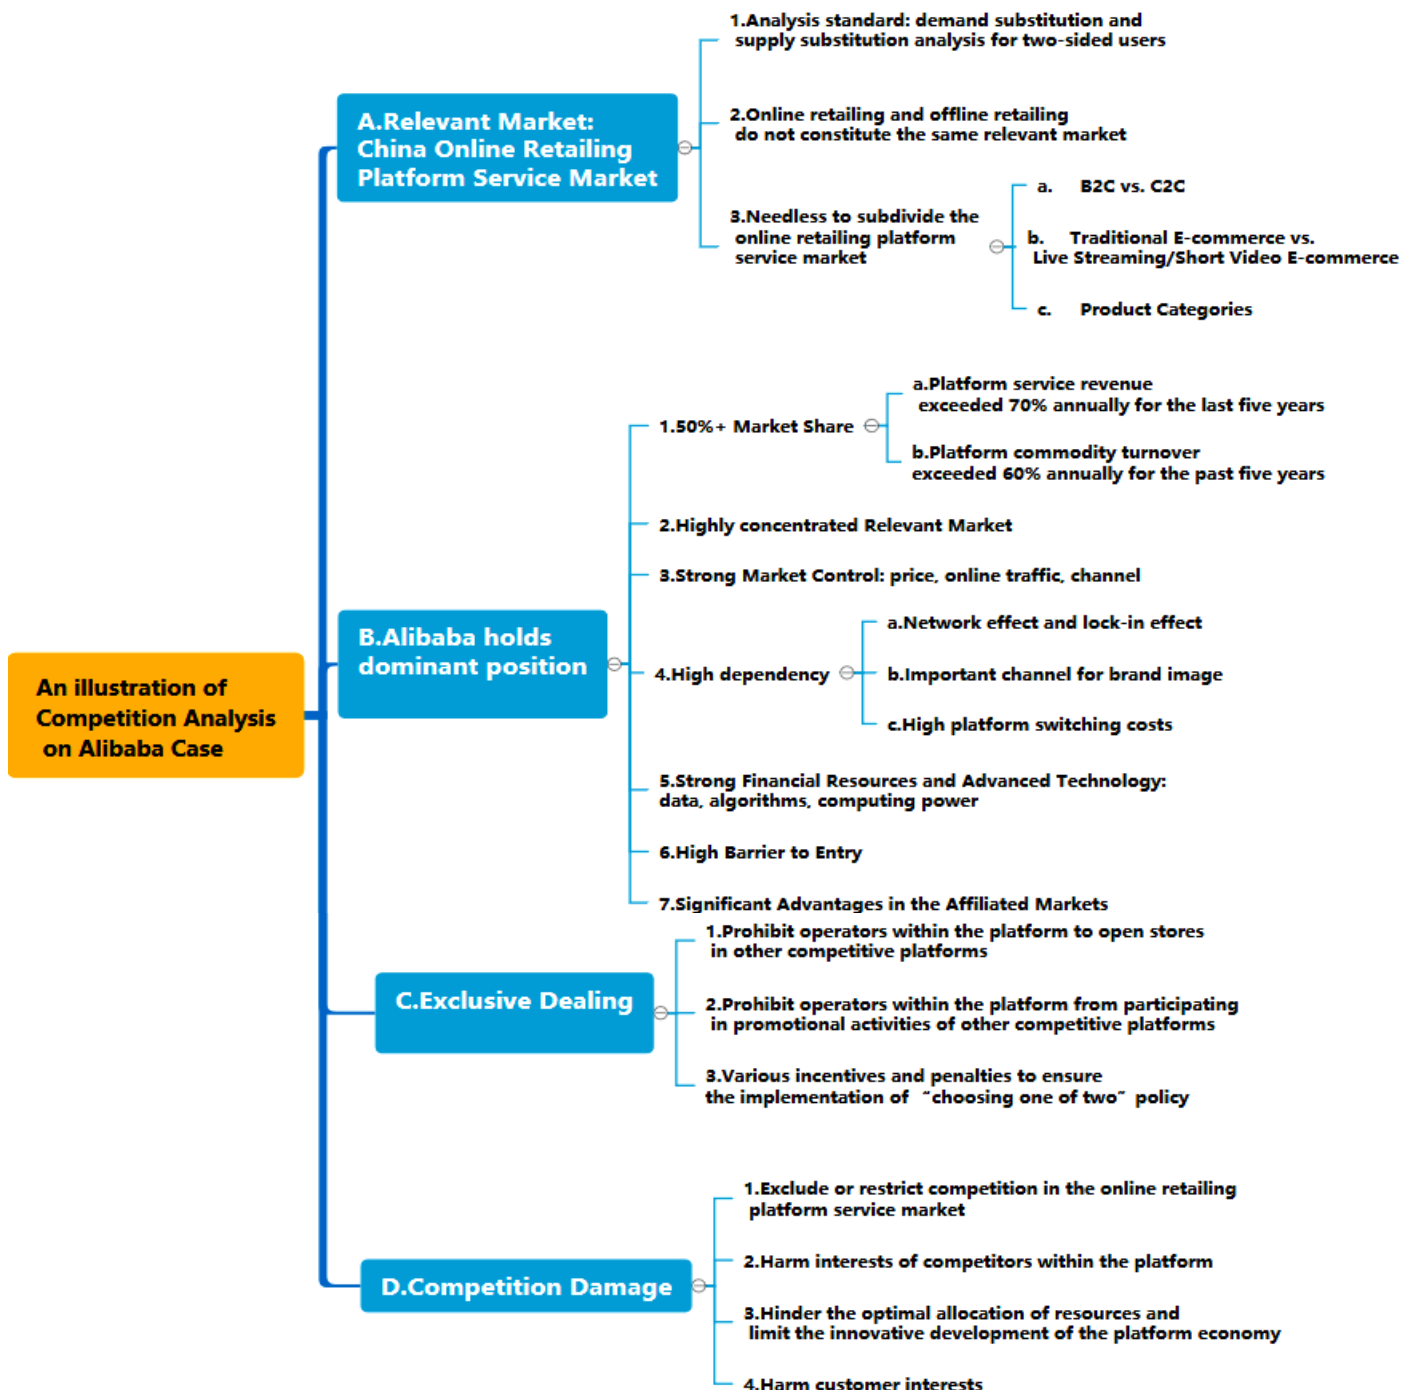 An illustration of
Competition Analysis
on Alibaba Case
A.Relevant Market:
China Online Retailing
Platform Service Market
1.Analysis standard: demand substitution and
supply substitution analysis for two-sided users
2.Online retailing and offline retailing
do not constitute the same relevant market
3.Needless to subdivide the
online retailing platform
service market
a. B2C vs. C2C
b. Traditional E-commerce vs.
Live Streaming/Short Video E-commerce
c. Product Categories
B.Alibaba holds
dominant position
1.50%+ Market Share
a.Platform service revenue
exceeded 70% annually for the last five years
b.Platform commodity turnover
exceeded 60% annually for the past five years
2.Highly concentrated Relevant Market
3.Strong Market Control: price, online traffic, channel
4.High dependency
a.Network effect and lock-in effect
b.Important channel for brand image
c.High platform switching costs
5.Strong Financial Resources and Advanced Technology:
data, algorithms, computing power
6.High Barrier to Entry
7.Significant Advantages in the Affiliated Markets
C.Exclusive Dealing
1.Prohibit operators within the platform to open stores
in other competitive platforms
2.Prohibit operators within the platform from participating
in promotional activities of other competitive platforms
3.Various incentives and penalties to ensure
the implementation of “choosing one of two” policy
D.Competition Damage
1.Exclude or restrict competition in the online retailing
platform service market
2.Harm interests of competitors within the platform
3.Hinder the optimal allocation of resources and
limit the innovative development of the platform economy
4.Harm customer interests